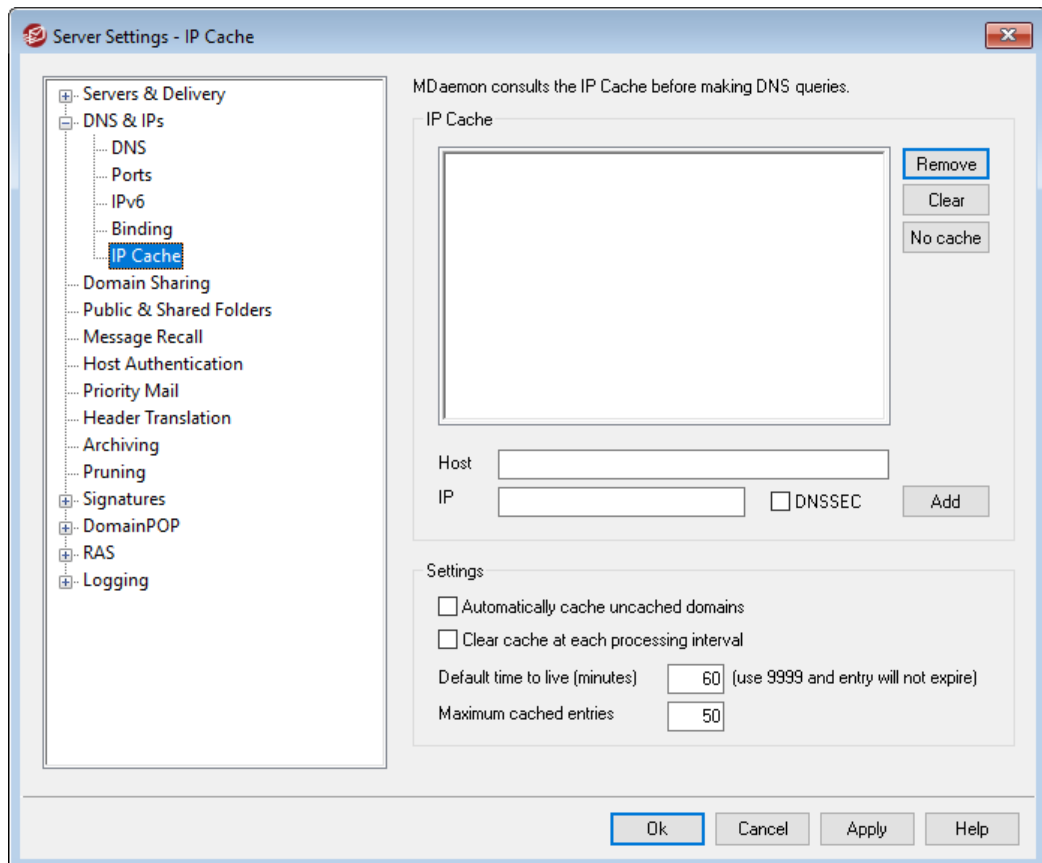 Server Settings - IP Cache
Servers & Delivery
DNS & IPs
DNS
Ports
IPv6
Binding
IP Cache
Domain Sharing
Public & Shared Folders
Message Recall
Host Authentication
Priority Mail
Header Translation
Archiving
Pruning
Signatures
DomainPOP
RAS
Logging
MDaemon consults the IP Cache before making DNS queries.
IP Cache
Remove
Clear
No cache
Host
IP
DNSSEC
Add
Settings
Automatically cache uncached domains
Clear cache at each processing interval
Default time to live (minutes) 60 (use 9999 and entry will not expire)
Maximum cached entries 50
Ok
Cancel
Apply
Help